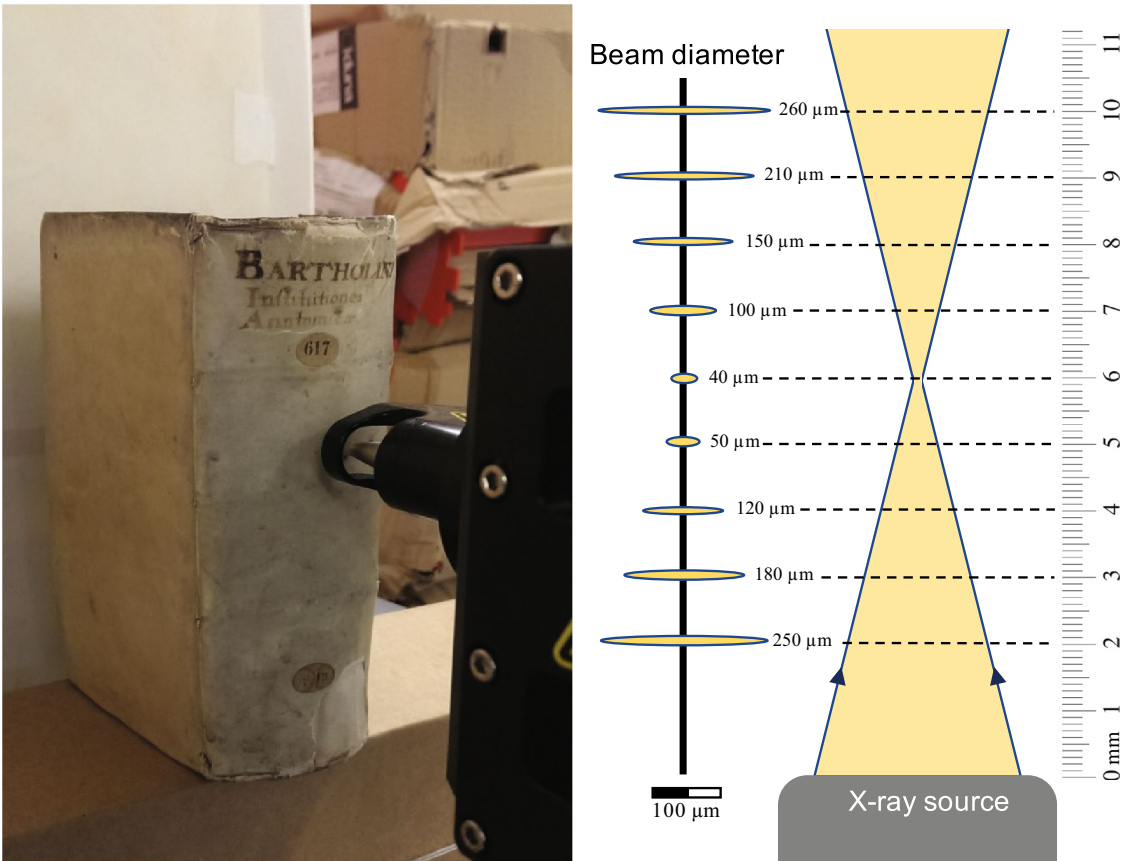 BARTHOLIN
Institutiones
Anatomicæ
617
Beam diameter
260 µm
210 µm
150 µm
100 µm
40 µm
50 µm
120 µm
180 µm
250 µm
100 µm
X-ray source
11
10
9
8
7
6
5
4
3
2
1
0 mm